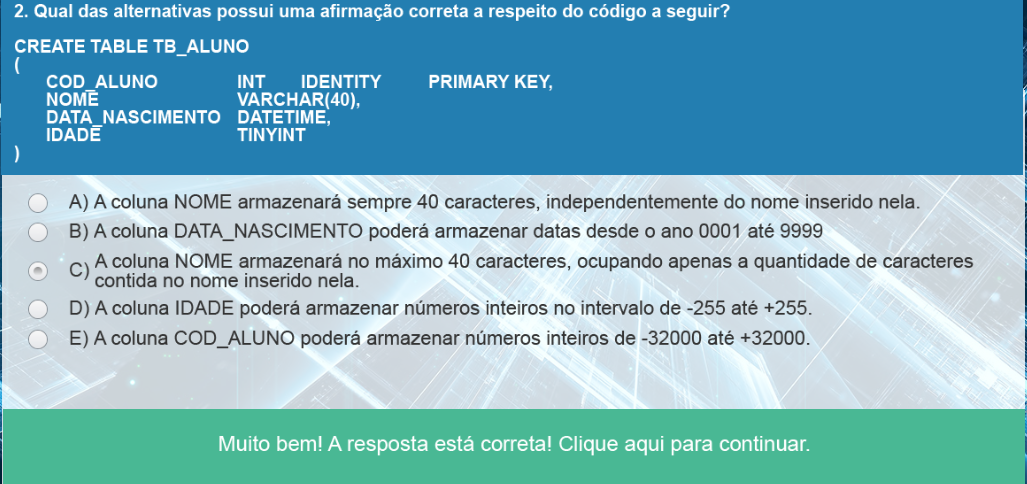 2. Qual das alternativas possui uma afirmação correta a respeito do código a seguir?
CREATE TABLE TB_ALUNO
(
COD_ALUNO INT IDENTITY PRIMARY KEY,
NOME VARCHAR(40),
DATA_NASCIMENTO DATETIME,
IDADE TINYINT
)
A) A coluna NOME armazenará sempre 40 caracteres, independentemente do nome inserido nela.
B) A coluna DATA_NASCIMENTO poderá armazenar datas desde o ano 0001 até 9999
C) A coluna NOME armazenará no máximo 40 caracteres, ocupando apenas a quantidade de caracteres
contida no nome inserido nela.
D) A coluna IDADE poderá armazenar números inteiros no intervalo de -255 até +255.
E) A coluna COD_ALUNO poderá armazenar números inteiros de -32000 até +32000.
Muito bem! A resposta está correta! Clique aqui para continuar.